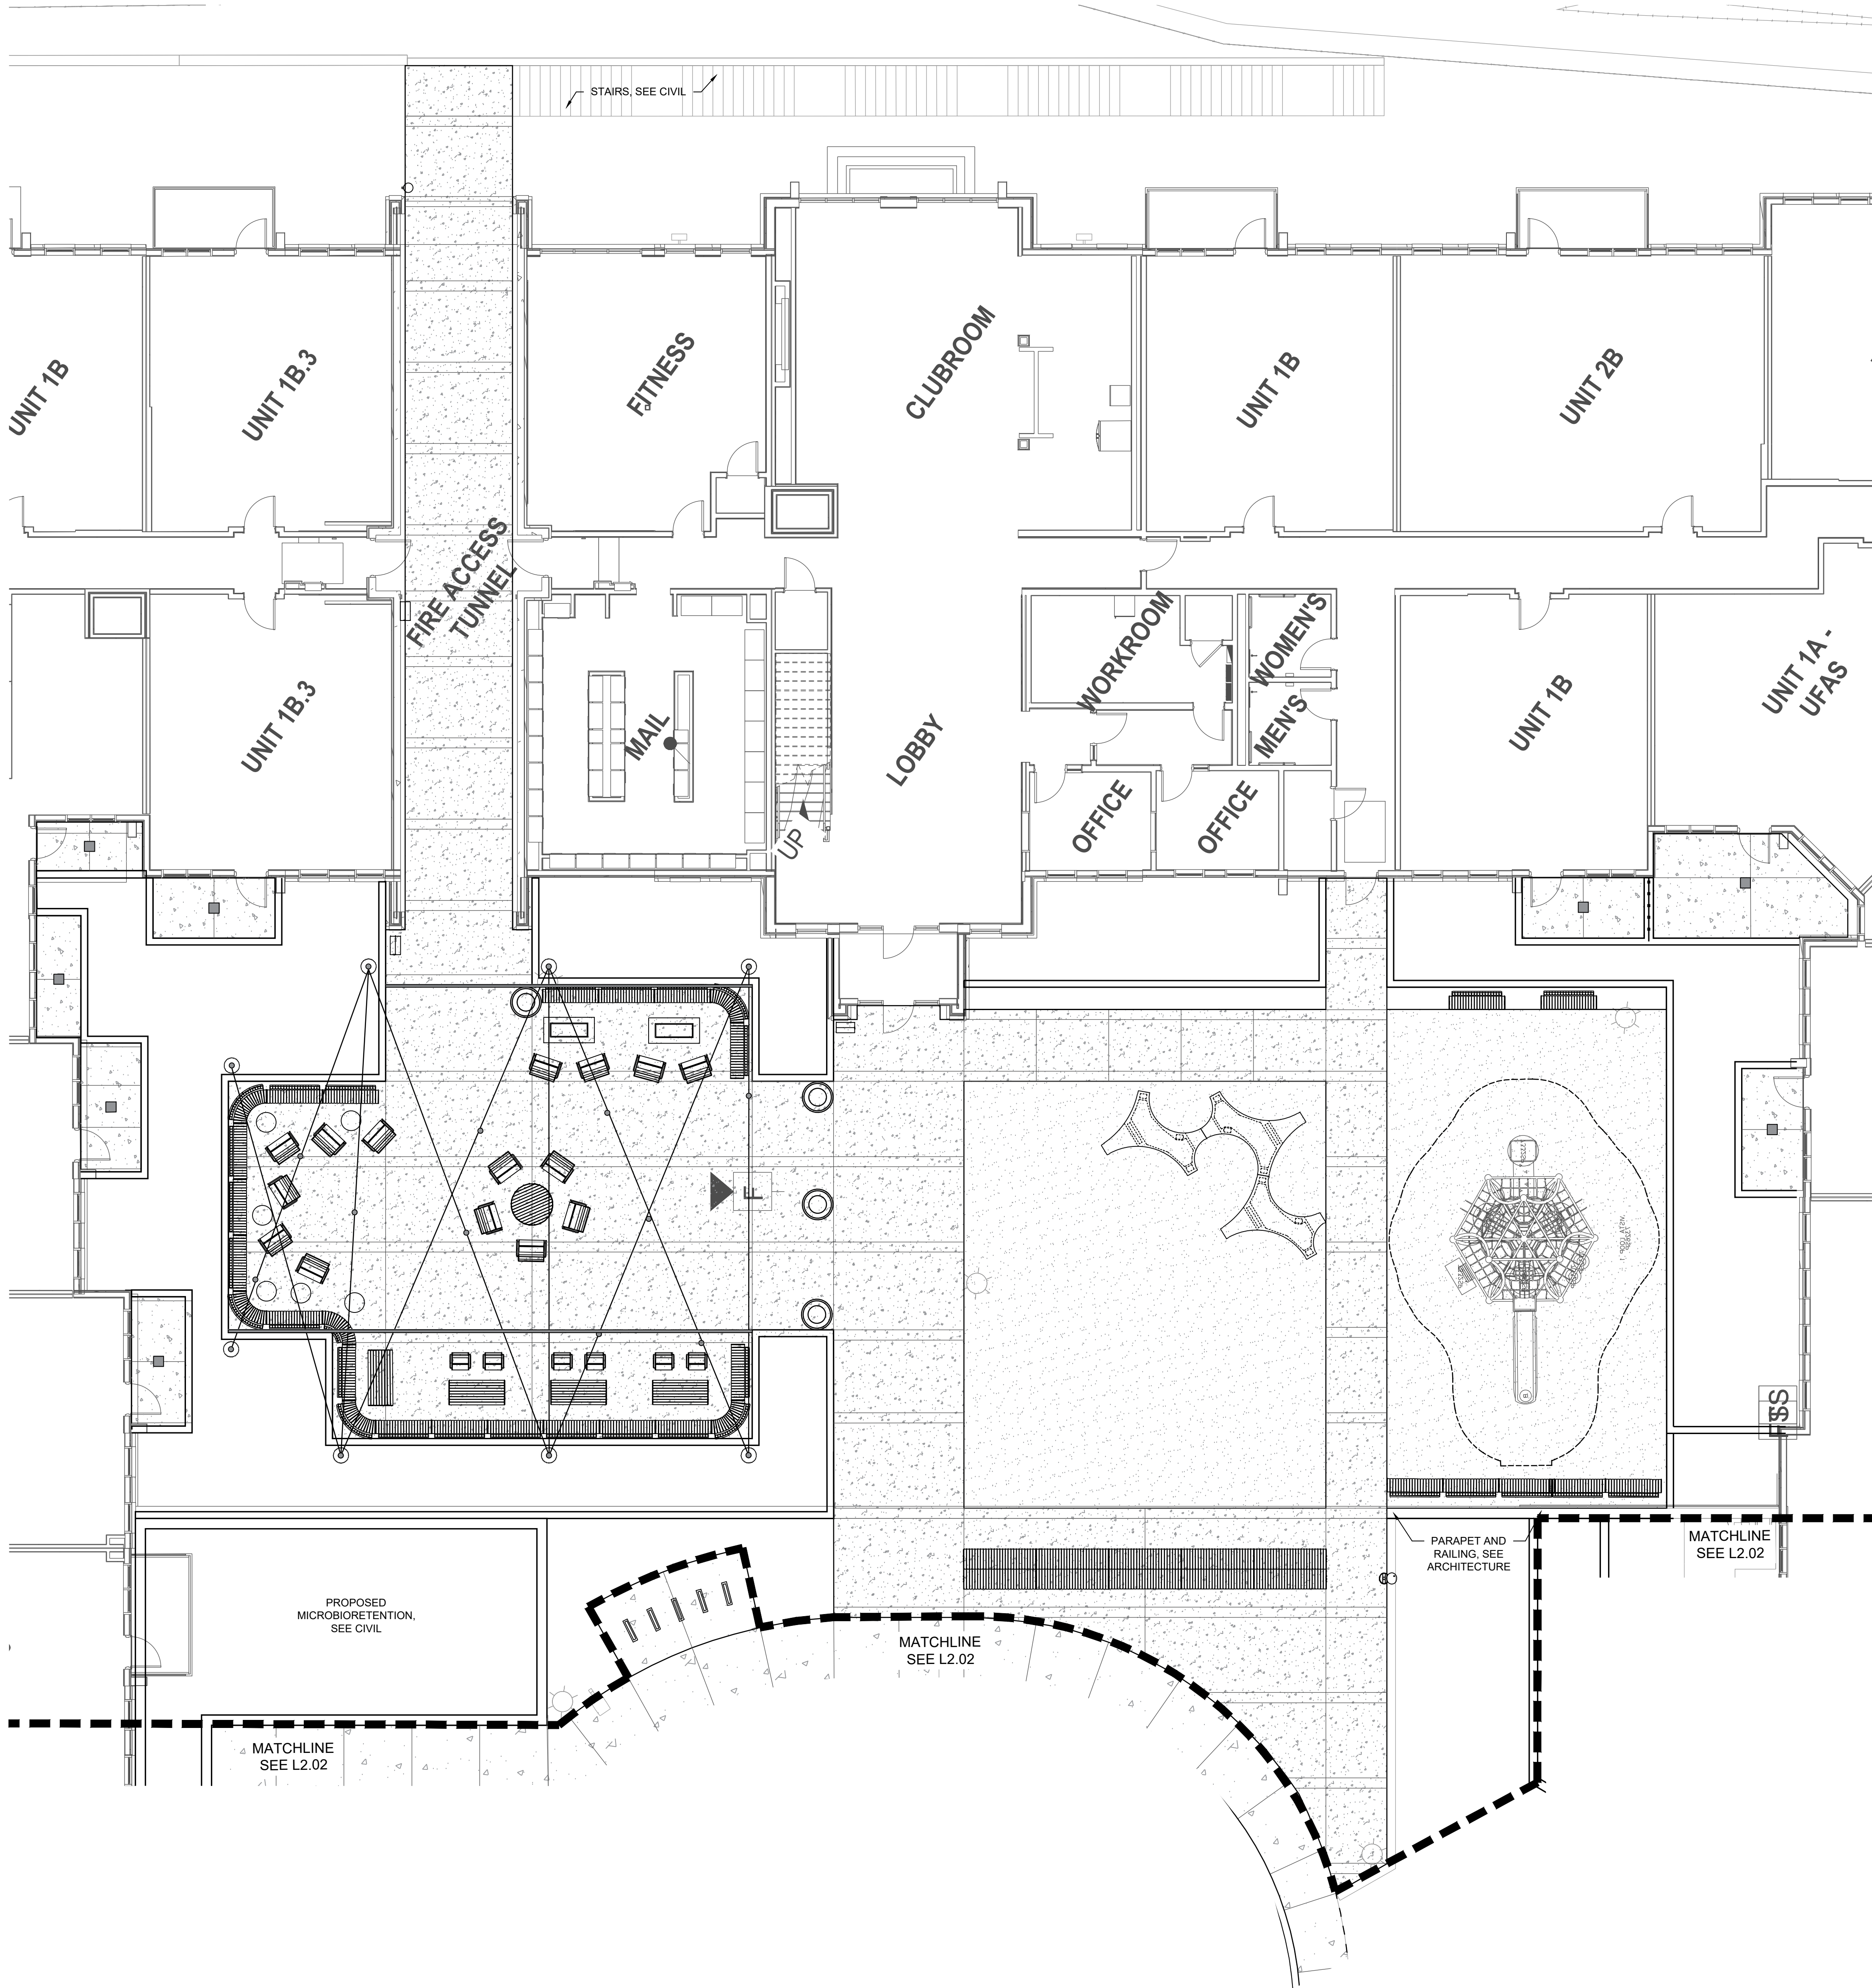 STAIRS, SEE CIVIL
UNIT 1B
UNIT 1B.3
FITNESS
CLUBROOM
UNIT 1B
UNIT 2B
FIRE ACCESS
TUNNEL
UNIT 1B.3
MAIL
UP
LOBBY
WORKROOM
WOMEN'S
MEN'S
OFFICE
OFFICE
UNIT 1B
UNIT 1A -
UFAS
F
PARAPET AND
RAILING, SEE
ARCHITECTURE
MATCHLINE
SEE L2.02
PROPOSED
MICROBIORETENTION,
SEE CIVIL
MATCHLINE
SEE L2.02
MATCHLINE
SEE L2.02